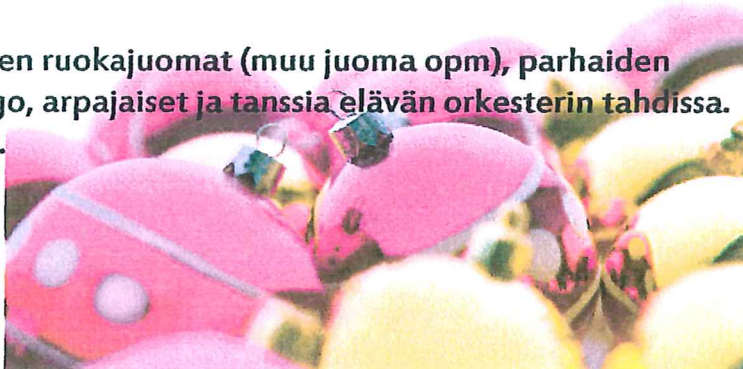 en ruokajuomat (muu juoma opm), parhaiden
go, arpajaiset ja tanssia elävän orkesterin tahdissa.
.